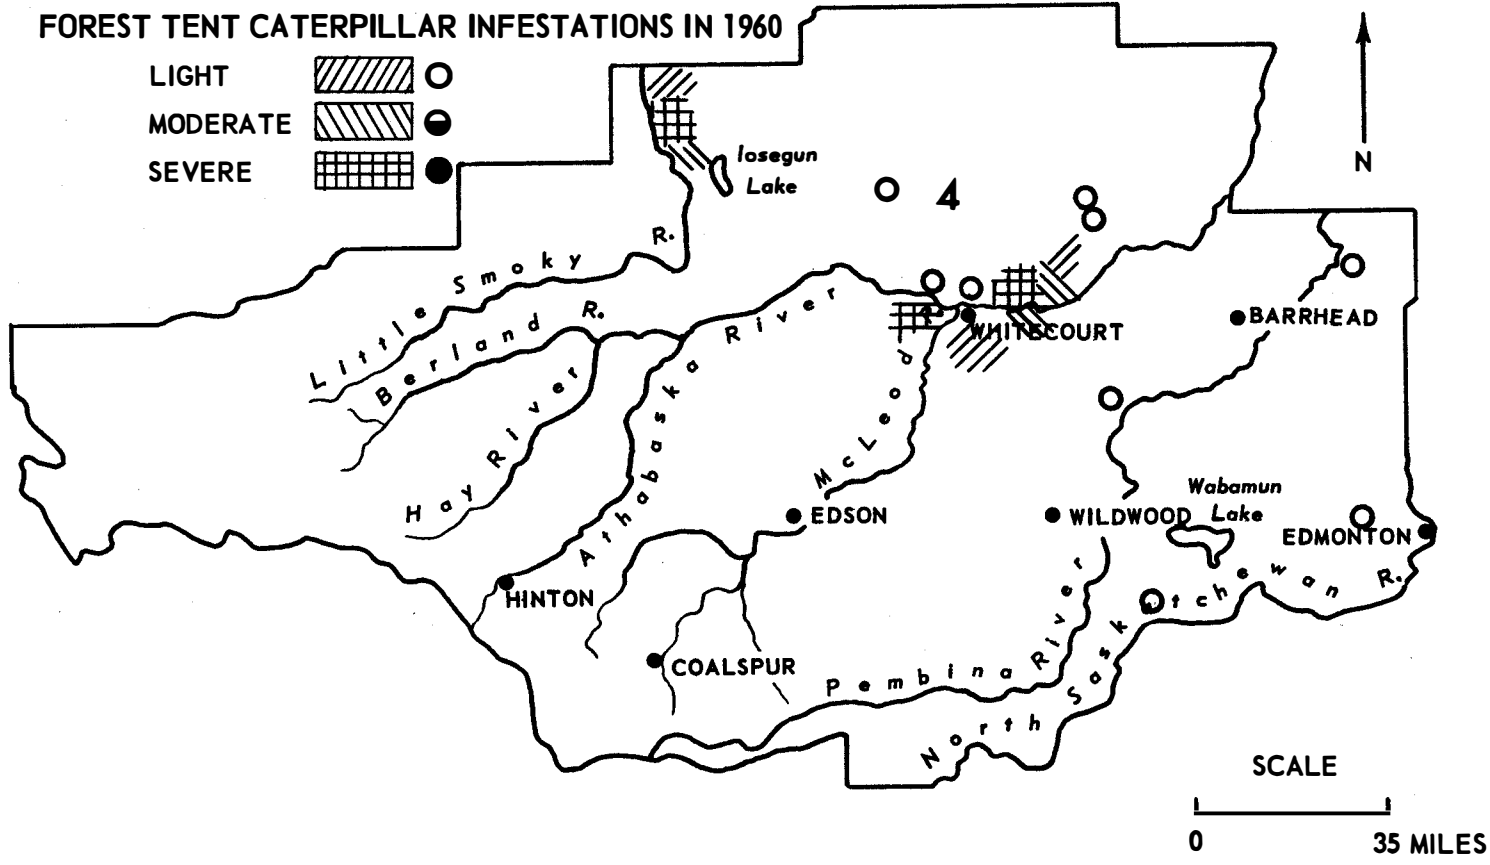 FOREST TENT CATERPILLAR INFESTATIONS IN 1960
LIGHT
MODERATE
SEVERE
N
Iosegun
Lake
4
Little Smoky R.
Berland R.
Hay River
Athabaska River
McLeod
WHITECOURT
BARRHEAD
EDSON
WILDWOOD
Wabamun
Lake
EDMONTON
HINTON
COALSPUR
Pembina River
North Saskatchewan R.
SCALE
0 35 MILES